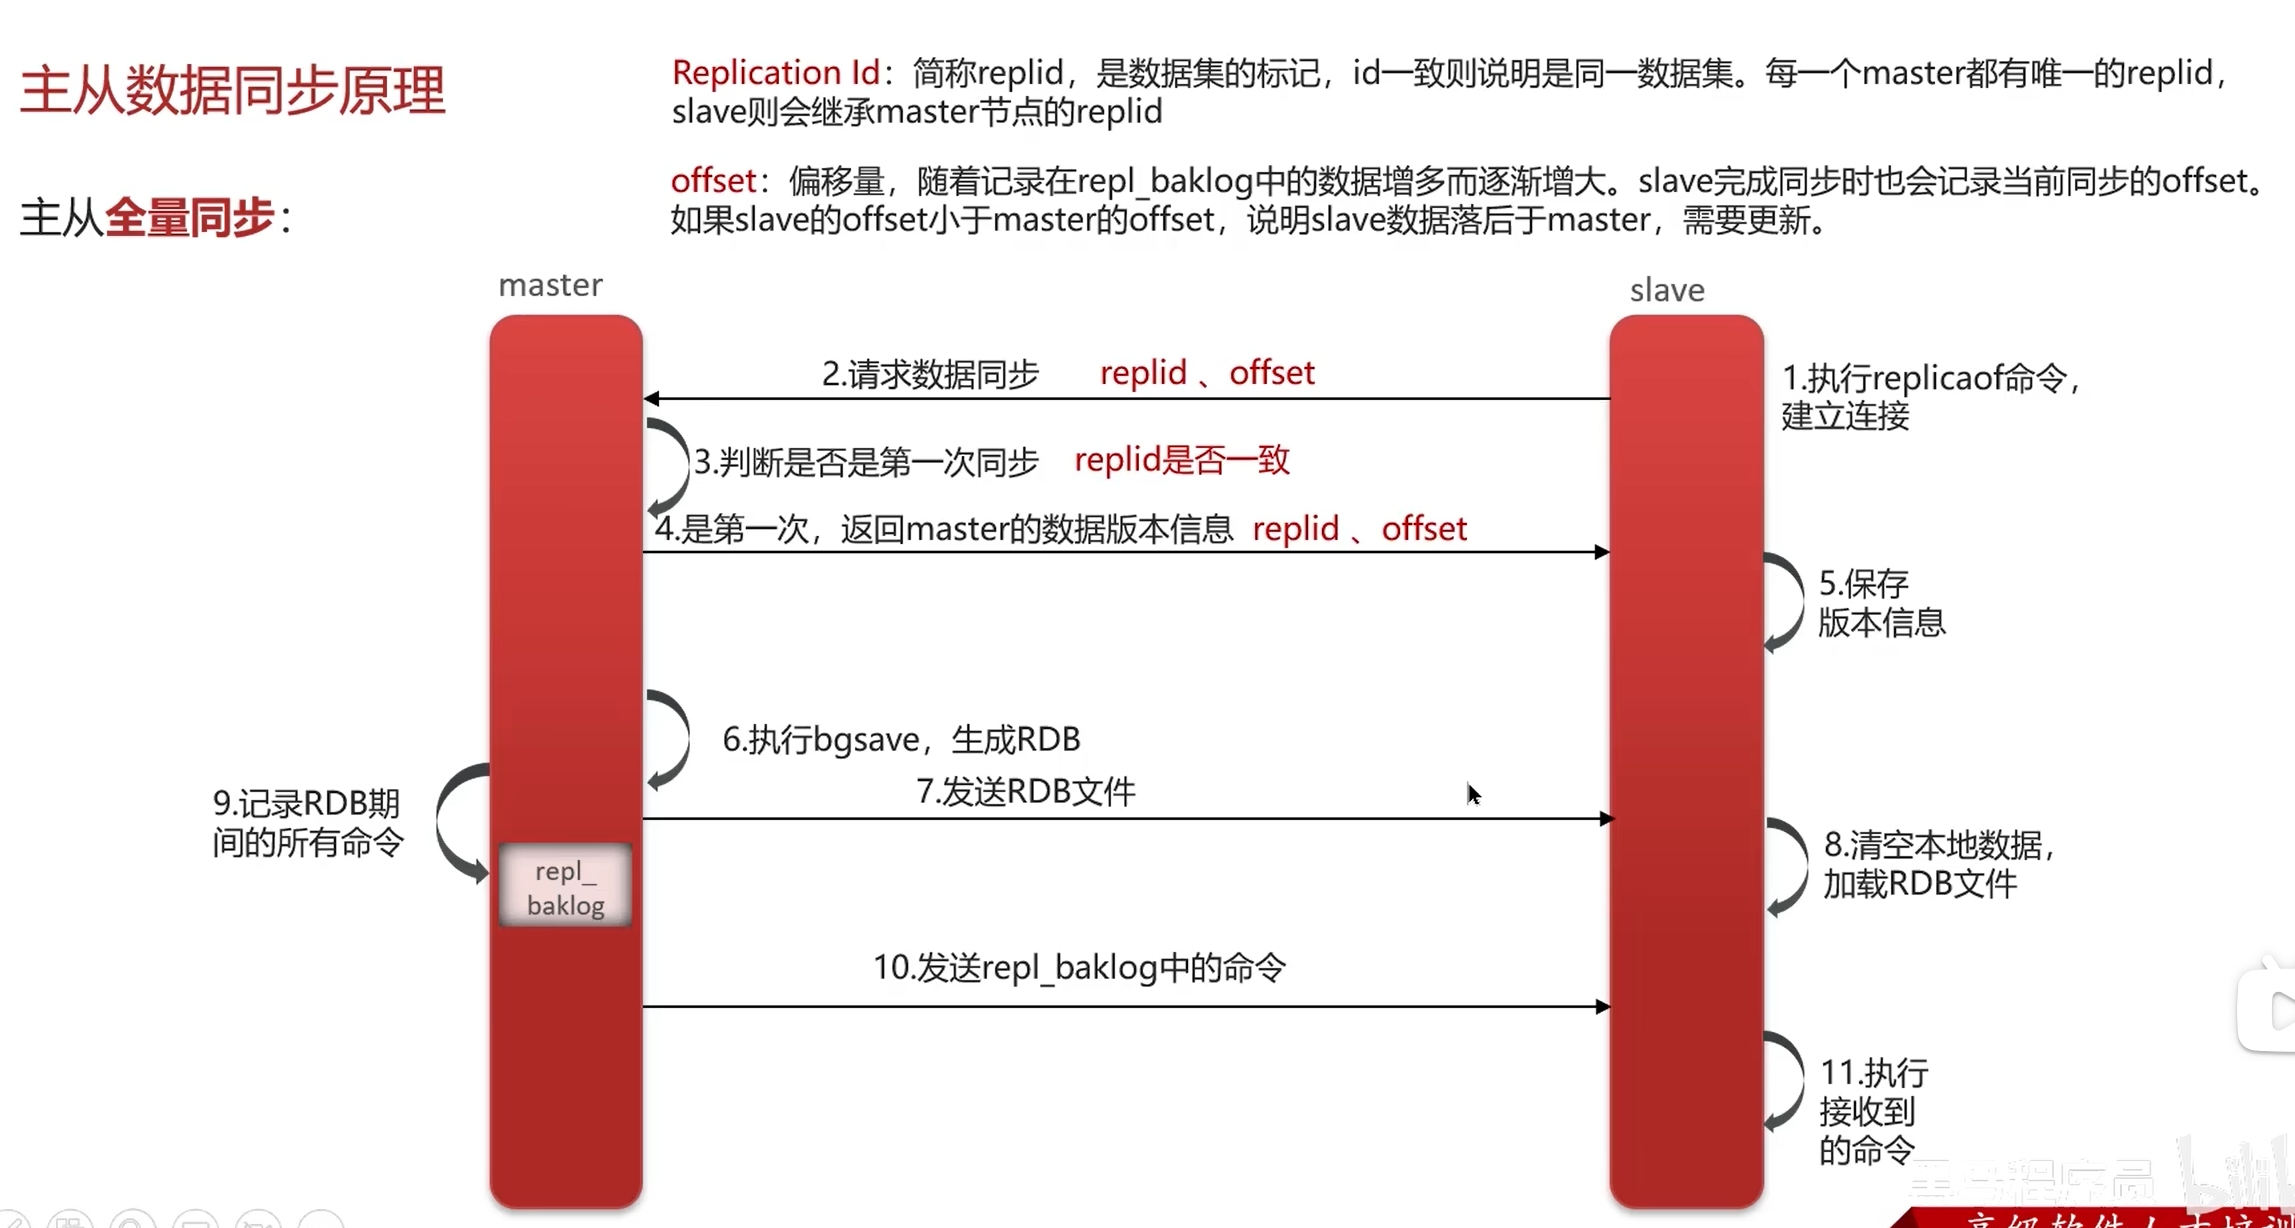 主从数据同步原理
Replication Id：简称replid，是数据集的标记，id一致则说明是同一数据集。每一个master都有唯一的replid，
slave则会继承master节点的replid
offset：偏移量，随着记录在repl_baklog中的数据增多而逐渐增大。slave完成同步时也会记录当前同步的offset。
如果slave的offset小于master的offset，说明slave数据落后于master，需要更新。
主从全量同步：
master
slave
1.执行replicaof命令，
建立连接
2.请求数据同步 replid 、offset
3.判断是否是第一次同步 replid是否一致
4.是第一次，返回master的数据版本信息 replid 、offset
5.保存
版本信息
6.执行bgsave，生成RDB
7.发送RDB文件
8.清空本地数据，
加载RDB文件
9.记录RDB期
间的所有命令
repl_
baklog
10.发送repl_baklog中的命令
11.执行
接收到
的命令
黑马程序员
bili
高级软件人才培训